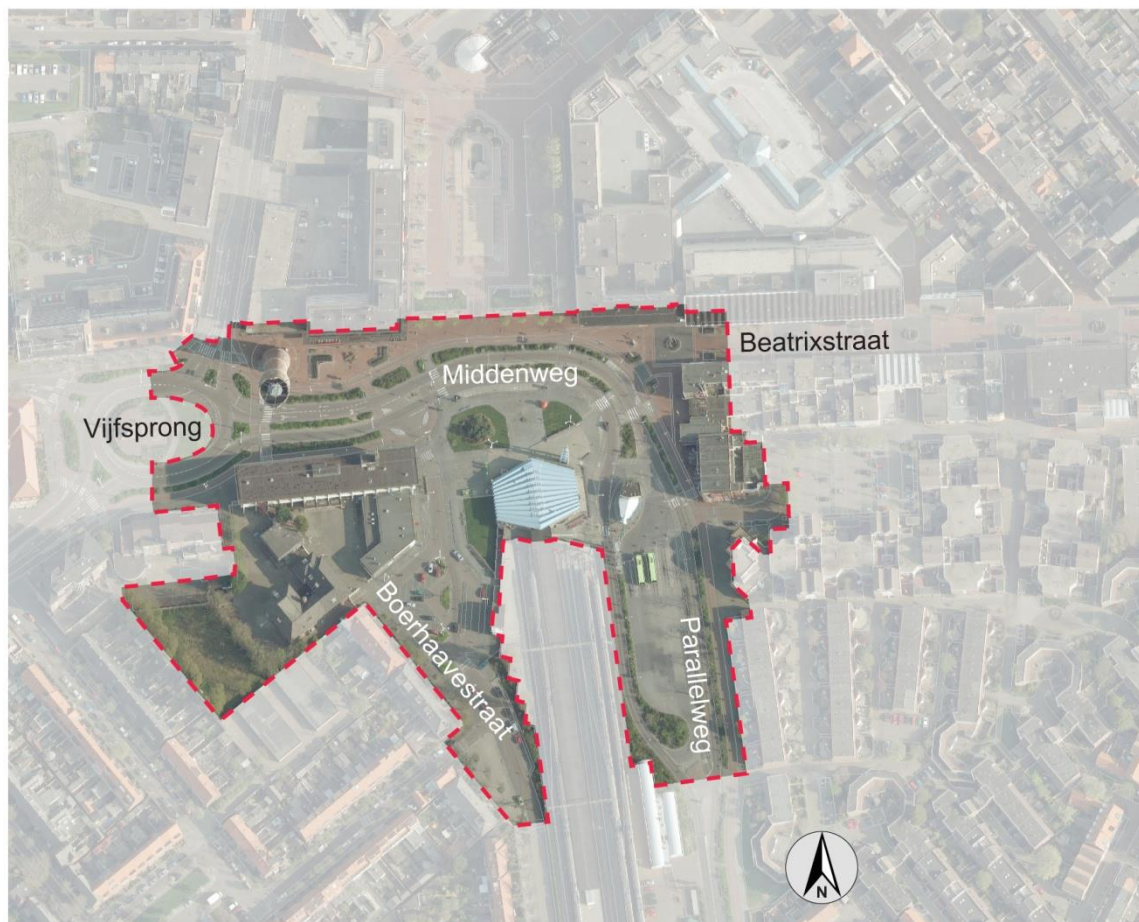 Beatrixstraat
Middenweg
Vijfsprong
Boerhaavestraat
Parallelweg
N